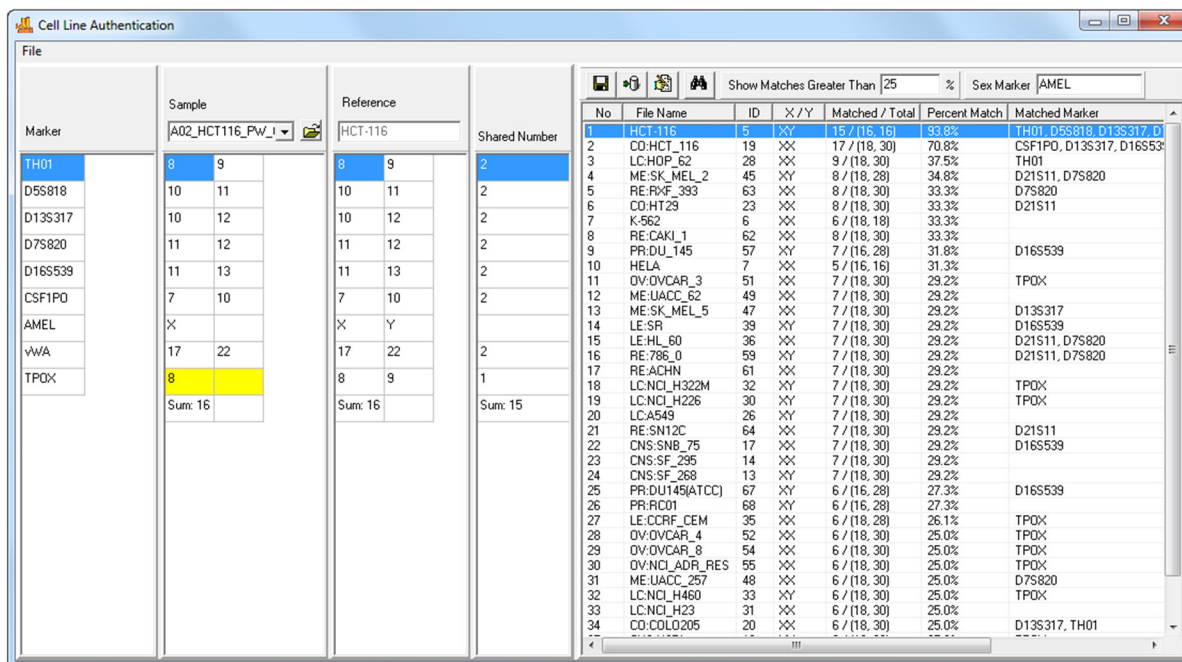 Cell Line Authentication
File
Marker
Sample
Reference
Shared Number
A02_HCT116_PW_
HCT-116
TH01 8 9 8 9 2
D5S818 10 11 10 11 2
D13S317 10 12 10 12 2
D7S820 11 12 11 12 2
D16S539 11 13 11 13 2
CSF1PO 7 10 7 10 2
AMEL X X Y
vWA 17 22 17 22 2
TPOX 8 8 9 1
Sum: 16 Sum: 16 Sum: 15
Show Matches Greater Than 25 % Sex Marker AMEL
No File Name ID X / Y Matched / Total Percent Match Matched Marker
1 HCT-116 5 XY 15 / (16, 16) 93.8% TH01, D5S818, D13S317, D
2 CO:HCT_116 19 XX 17 / (18, 30) 70.8% CSF1PO, D13S317, D16S53
3 LC:HOP_62 28 XX 9 / (18, 30) 37.5% TH01
4 ME:SK_MEL_2 45 XX 8 / (18, 28) 34.8% D21S11, D7S820
5 RE:RXF_393 63 XX 8 / (18, 30) 33.3% D7S820
6 CO:HT29 23 XX 8 / (18, 30) 33.3% D21S11
7 K-562 6 XX 6 / (18, 18) 33.3%
8 RE:CAKI_1 62 XX 8 / (18, 30) 33.3%
9 PR:DU_145 57 XY 7 / (16, 28) 31.8% D16S539
10 HELA 7 XX 5 / (16, 16) 31.3%
11 OV:OVCAR_3 51 XX 7 / (18, 30) 29.2% TPOX
12 ME:UACC_62 49 XX 7 / (18, 30) 29.2%
13 ME:SK_MEL_5 47 XX 7 / (18, 30) 29.2% D13S317
14 LE:SR 39 XY 7 / (18, 30) 29.2% D16S539
15 LE:HL_60 36 XX 7 / (18, 30) 29.2% D21S11, D7S820
16 RE:786_0 59 XY 7 / (18, 30) 29.2% D21S11, D7S820
17 RE:ACHN 61 XX 7 / (18, 30) 29.2%
18 LC:NCI_H322M 32 XY 7 / (18, 30) 29.2% TPOX
19 LC:NCI_H226 30 XY 7 / (18, 30) 29.2% TPOX
20 LC:A549 26 XY 7 / (18, 30) 29.2%
21 RE:SN12C 64 XX 7 / (18, 30) 29.2% D21S11
22 CNS:SNB_75 17 XX 7 / (18, 30) 29.2% D16S539
23 CNS:SF_295 14 XX 7 / (18, 30) 29.2%
24 CNS:SF_268 13 XY 7 / (18, 30) 29.2%
25 PR:DU145(ATCC) 67 XY 6 / (16, 28) 27.3% D16S539
26 PR:RC01 68 XY 6 / (16, 28) 27.3%
27 LE:CCRF_CEM 35 XX 6 / (18, 28) 26.1% TPOX
28 OV:OVCAR_4 52 XX 6 / (18, 30) 25.0% TPOX
29 OV:OVCAR_8 54 XX 6 / (18, 30) 25.0% TPOX
30 OV:NCI_ADR_RES 55 XX 6 / (18, 30) 25.0% TPOX
31 ME:UACC_257 48 XX 6 / (18, 30) 25.0% D7S820
32 LC:NCI_H460 33 XY 6 / (18, 30) 25.0% TPOX
33 LC:NCI_H23 31 XX 6 / (18, 30) 25.0%
34 CO:COLO205 20 XX 6 / (18, 30) 25.0% D13S317, TH01